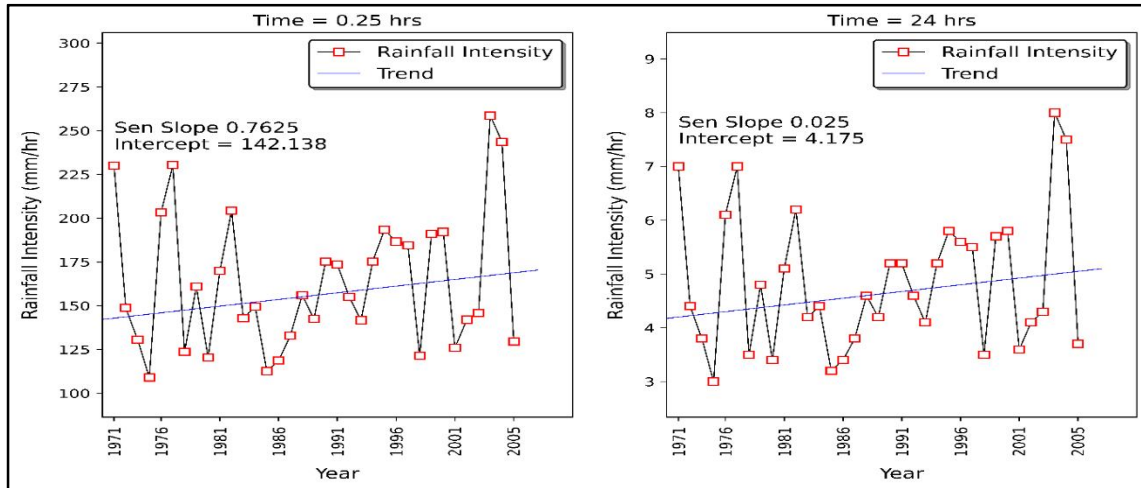 Time = 0.25 hrs
300
275
250
225
200
175
150
125
100
Rainfall Intensity (mm/hr)
Rainfall Intensity
Trend
Sen Slope 0.7625
Intercept = 142.138
1971
1976
1981
1986
1991
1996
2001
2005
Year
Time = 24 hrs
9
8
7
6
5
4
3
Rainfall Intensity (mm/hr)
Rainfall Intensity
Trend
Sen Slope 0.025
Intercept = 4.175
1971
1976
1981
1986
1991
1996
2001
2005
Year